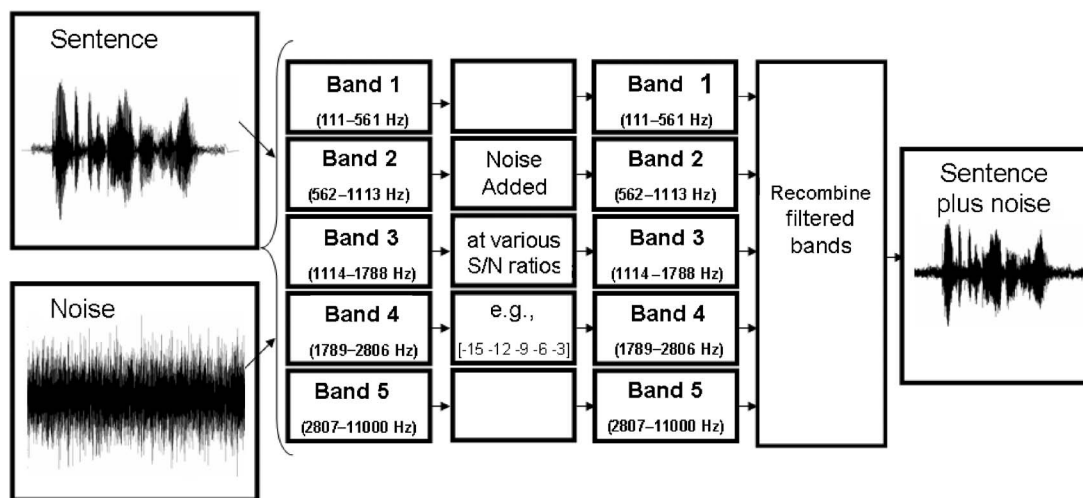 Sentence
Noise
Band 1
(111–561 Hz)
Band 2
(562–1113 Hz)
Band 3
(1114–1788 Hz)
Band 4
(1789–2806 Hz)
Band 5
(2807–11000 Hz)
Noise
Added
at various
S/N ratios
e.g.,
[-15 -12 -9 -6 -3]
Band 1
(111–561 Hz)
Band 2
(562–1113 Hz)
Band 3
(1114–1788 Hz)
Band 4
(1789–2806 Hz)
Band 5
(2807–11000 Hz)
Recombine
filtered
bands
Sentence
plus noise